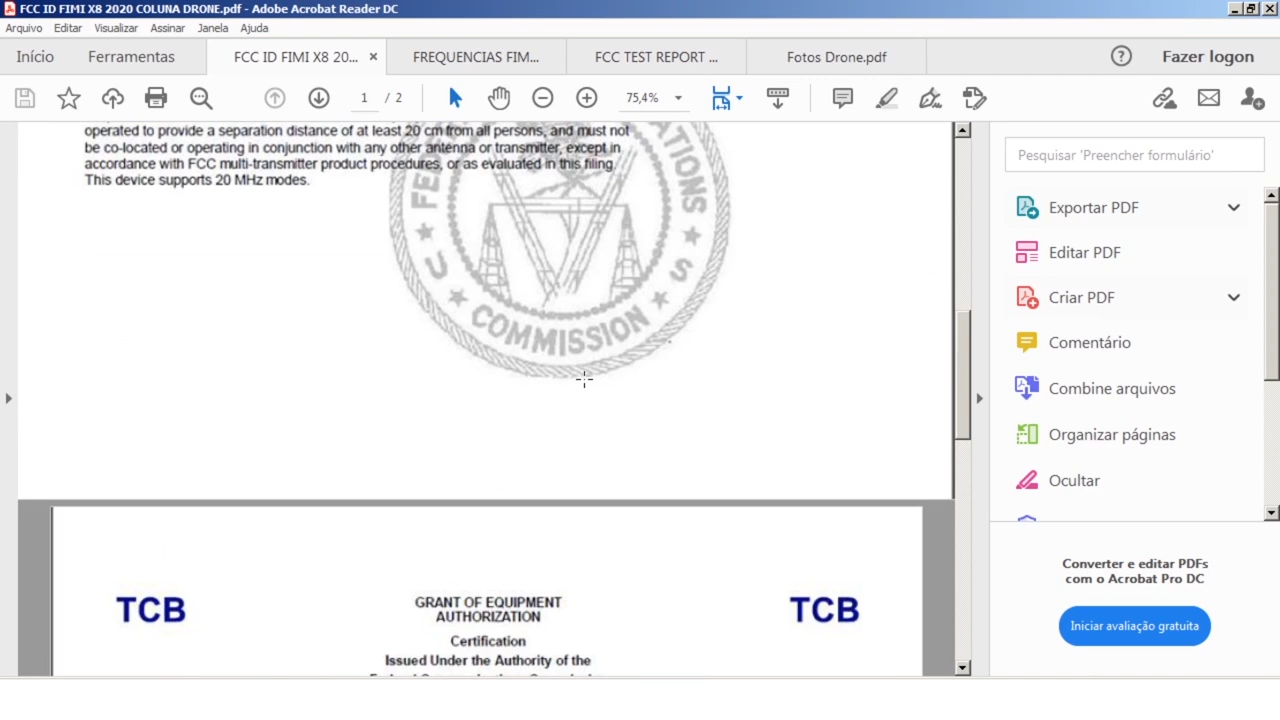 FCC ID FIMI X8 2020 COLUNA DRONE.pdf - Adobe Acrobat Reader DC
Arquivo Editar Visualizar Assinar Janela Ajuda
Início Ferramentas FCC ID FIMI X8 20... × FREQUENCIAS FIM... FCC TEST REPORT ... Fotos Drone.pdf ? Fazer logon
1 / 2 75,4%
operated to provide a separation distance of at least 20 cm from all persons, and must not
be co-located or operating in conjunction with any other antenna or transmitter, except in
accordance with FCC multi-transmitter product procedures, or as evaluated in this filing.
This device supports 20 MHz modes.
COMMISSION
U S
TCB
GRANT OF EQUIPMENT
AUTHORIZATION
TCB
Certification
Issued Under the Authority of the
Pesquisar 'Preencher formulário'
Exportar PDF
Editar PDF
Criar PDF
Comentário
Combine arquivos
Organizar páginas
Ocultar
Converter e editar PDFs
com o Acrobat Pro DC
Iniciar avaliação gratuita